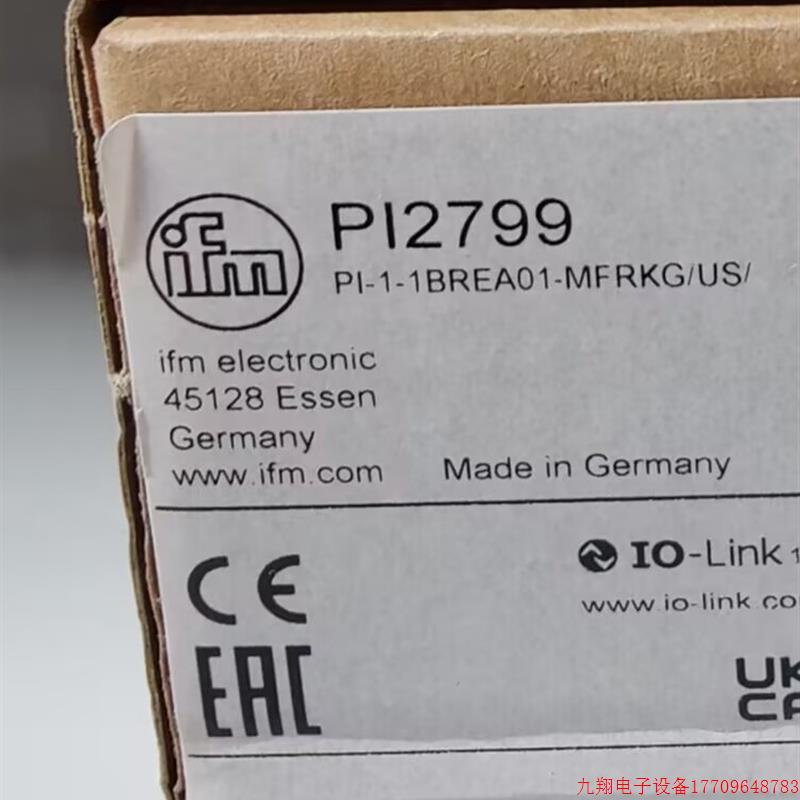 ifm
PI2799
PI-1-1BREA01-MFRKG/US/
ifm electronic
45128 Essen
Germany
www.ifm.com
Made in Germany
IO-Link 1
www.io-link.co
CE
EAC
UK
CA
九翔电子设备17709648783